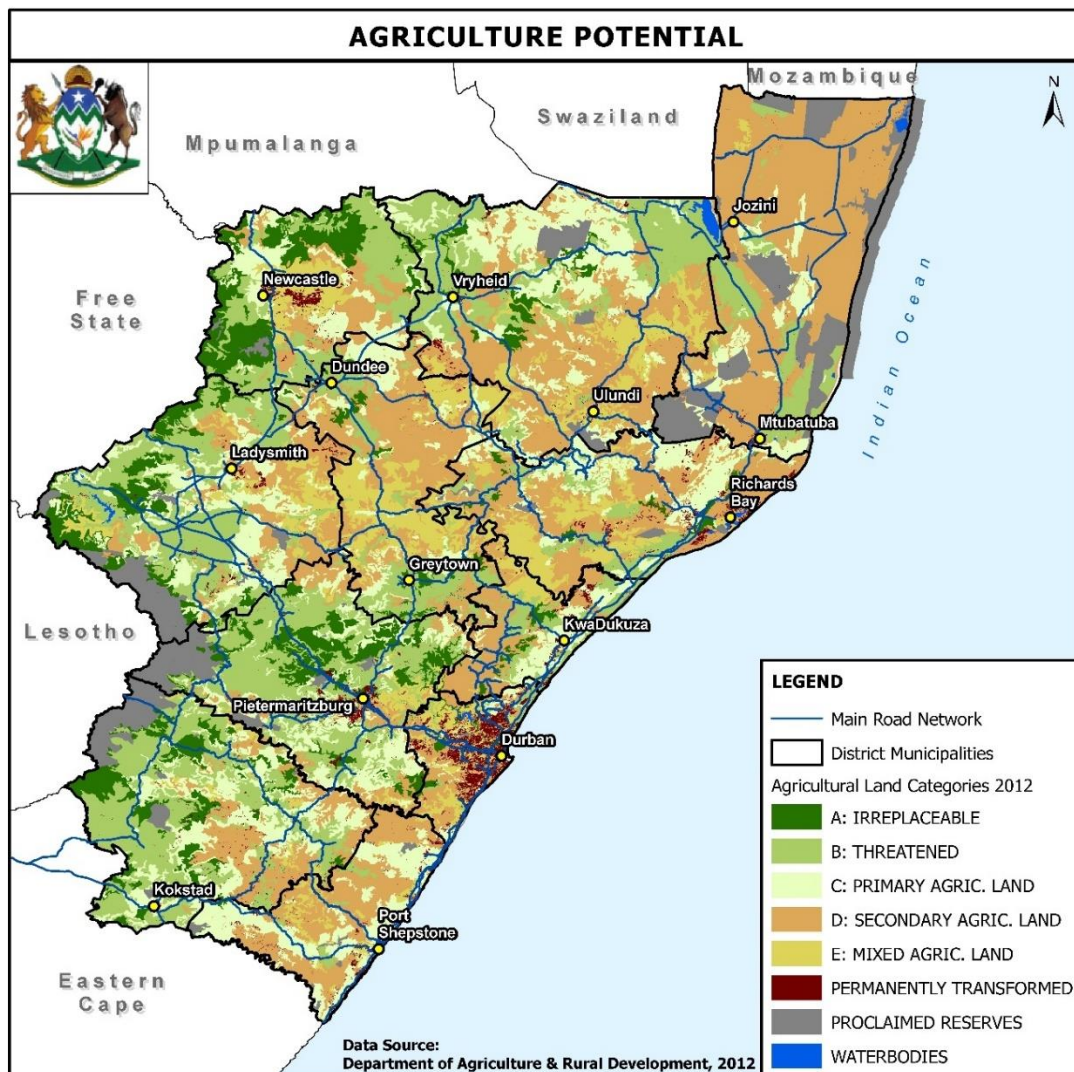 AGRICULTURE POTENTIAL
Mozambique
N
Swaziland
Mpumalanga
Jozini
Newcastle
Vryheid
Free
State
Indian Ocean
Dundee
Ulundi
Mtubatuba
Ladysmith
Richards
Bay
Greytown
Lesotho
KwaDukuza
Pietermaritzburg
Durban
Kokstad
Port
Shepstone
Eastern
Cape
LEGEND
Main Road Network
District Municipalities
Agricultural Land Categories 2012
A: IRREPLACEABLE
B: THREATENED
C: PRIMARY AGRIC. LAND
D: SECONDARY AGRIC. LAND
E: MIXED AGRIC. LAND
PERMANENTLY TRANSFORMED
PROCLAIMED RESERVES
WATERBODIES
Data Source:
Department of Agriculture & Rural Development, 2012